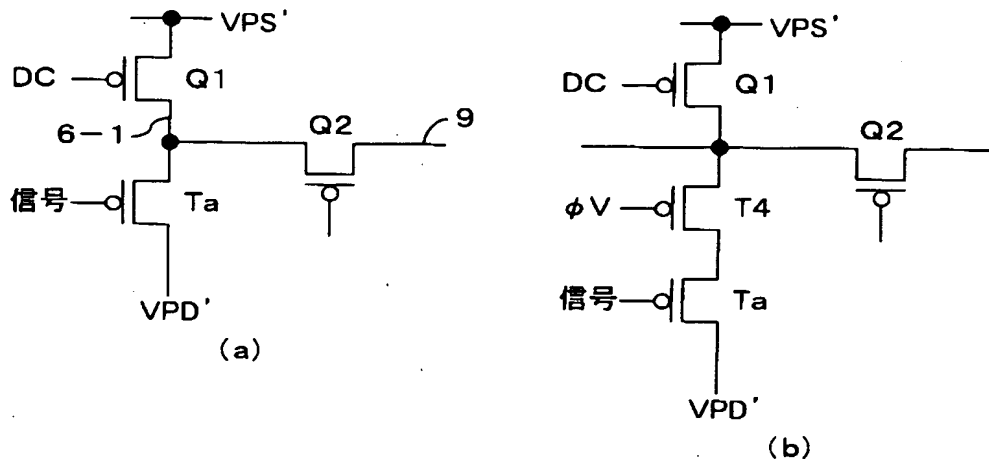 VPS'
DC
Q1
6-1
Q2
9
信号
Ta
VPD'
(a)
VPS'
DC
Q1
Q2
φV
T4
信号
Ta
VPD'
(b)